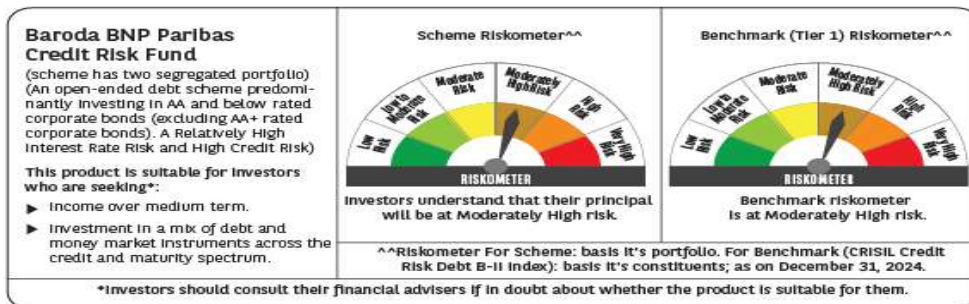 Baroda BNP Paribas
Credit Risk Fund
(scheme has two segregated portfolio)
(An open-ended debt scheme predomi-
nantly investing in AA and below rated
corporate bonds (excluding AA+ rated
corporate bonds). A Relatively High
Interest Rate Risk and High Credit Risk)
This product is suitable for investors
who are seeking*:
► Income over medium term.
► Investment in a mix of debt and
money market instruments across the
credit and maturity spectrum.
Scheme Riskometer^^
Low
Risk
Low to
Moderate
Risk
Moderate
Risk
Moderately
High Risk
High
Risk
Very High
Risk
RISKOMETER
Investors understand that their principal
will be at Moderately High risk.
Benchmark (Tier 1) Riskometer^^
Low
Risk
Low to
Moderate
Risk
Moderate
Risk
Moderately
High Risk
High
Risk
Very High
Risk
RISKOMETER
Benchmark riskometer
is at Moderately High risk.
^^Riskometer For Scheme: basis it's portfolio. For Benchmark (CRISIL Credit
Risk Debt B-II Index): basis it's constituents; as on December 31, 2024.
*Investors should consult their financial advisers if in doubt about whether the product is suitable for them.